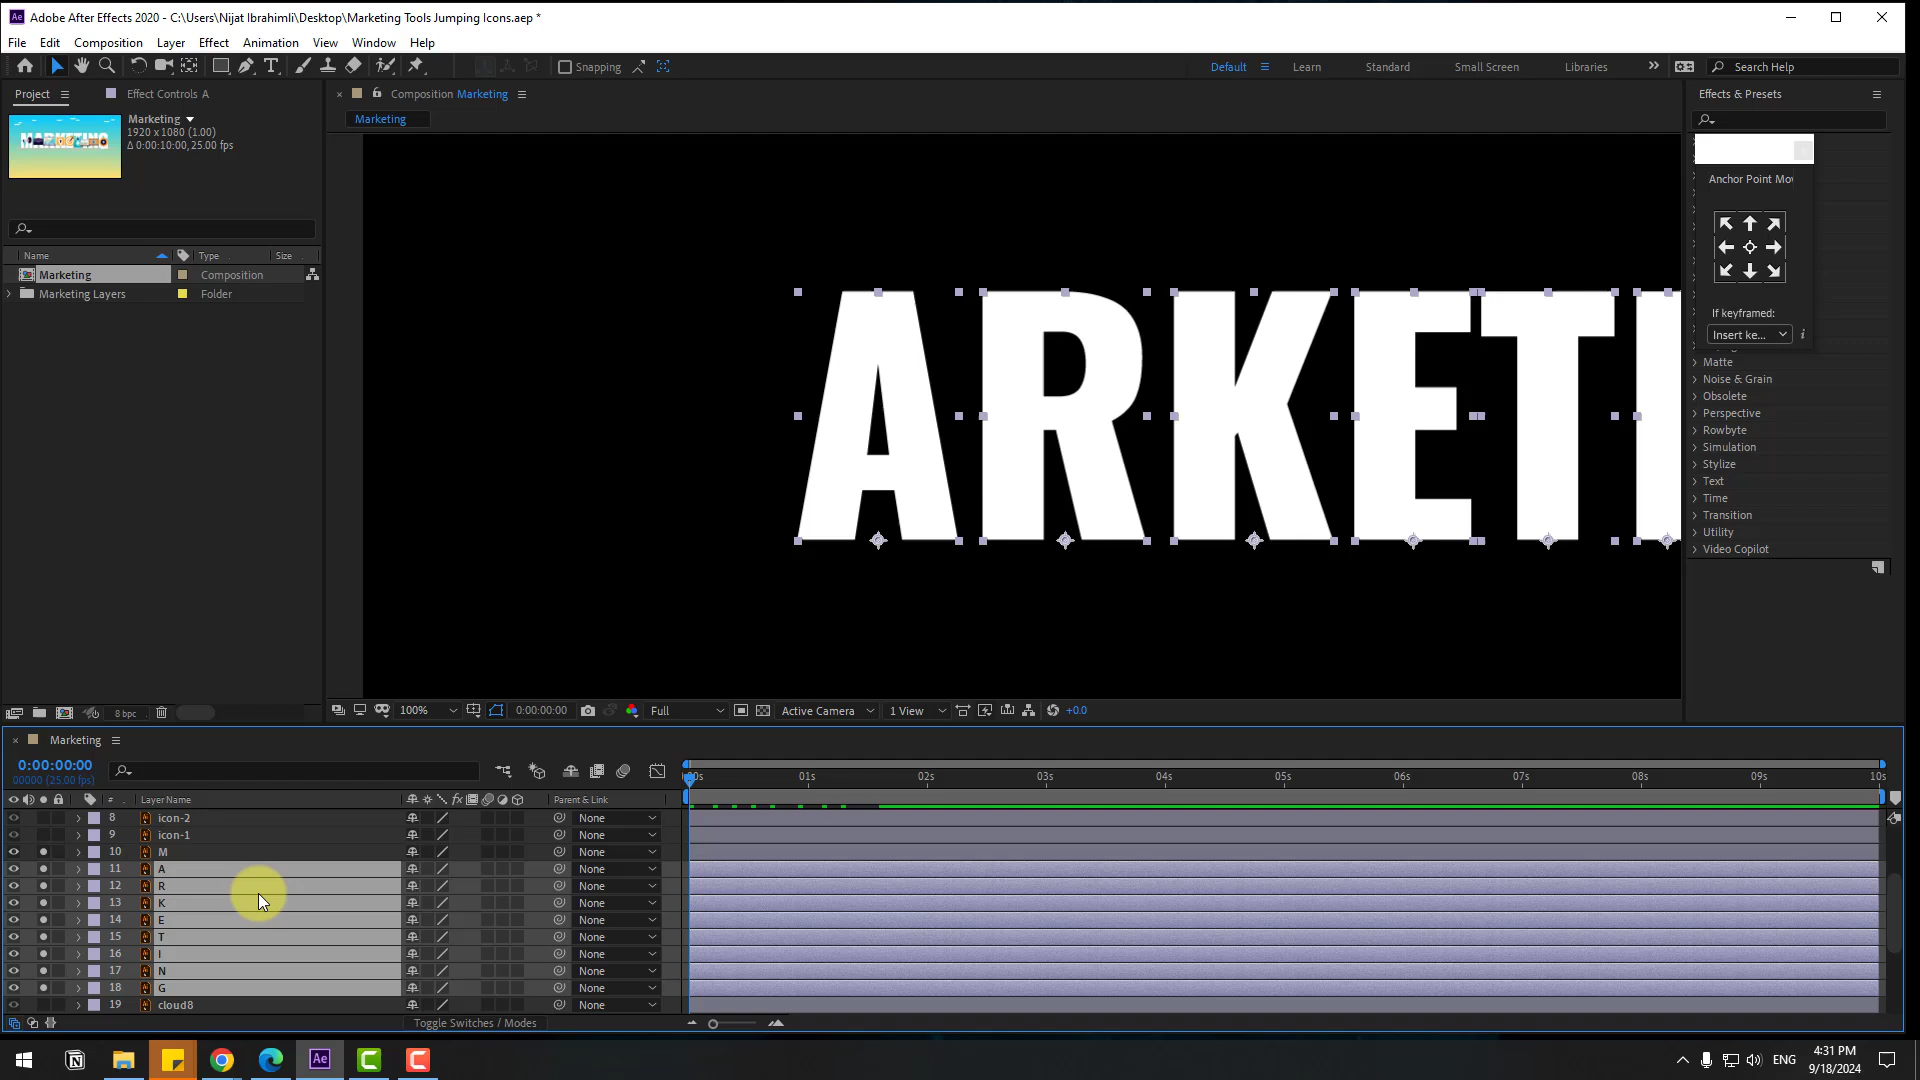 Ae Adobe After Effects 2020 - C:\Users\Nijat Ibrahimli\Desktop\Marketing Tools Jumping Icons.aep *
File Edit Composition Layer Effect Animation View Window Help
Snapping
Default Learn Standard Small Screen Libraries Search Help
Project Effect Controls A
Composition Marketing
Effects & Presets
Marketing
1920 x 1080 (1.00)
Δ 0:00:10:00, 25.00 fps
MARKETING
Marketing
Anchor Point Mo
If keyframed:
Insert ke... i
Name Type Size
Marketing Composition
Marketing Layers Folder
ARKET
Matte
Noise & Grain
Obsolete
Perspective
Rowbyte
Simulation
Stylize
Text
Time
Transition
Utility
Video Copilot
8 bpc
100% 0:00:00:00 Full Active Camera 1 View +0.0
Marketing
0:00:00:00
00000 (25.00 fps)
00s 01s 02s 03s 04s 05s 06s 07s 08s 09s 10s
# Layer Name fx Parent & Link
8 icon-2 None
9 icon-1 None
10 M None
11 A None
12 R None
13 K None
14 E None
15 T None
16 I None
17 N None
18 G None
19 cloud8 None
Toggle Switches / Modes
Ae
ENG
4:31 PM
9/18/2024